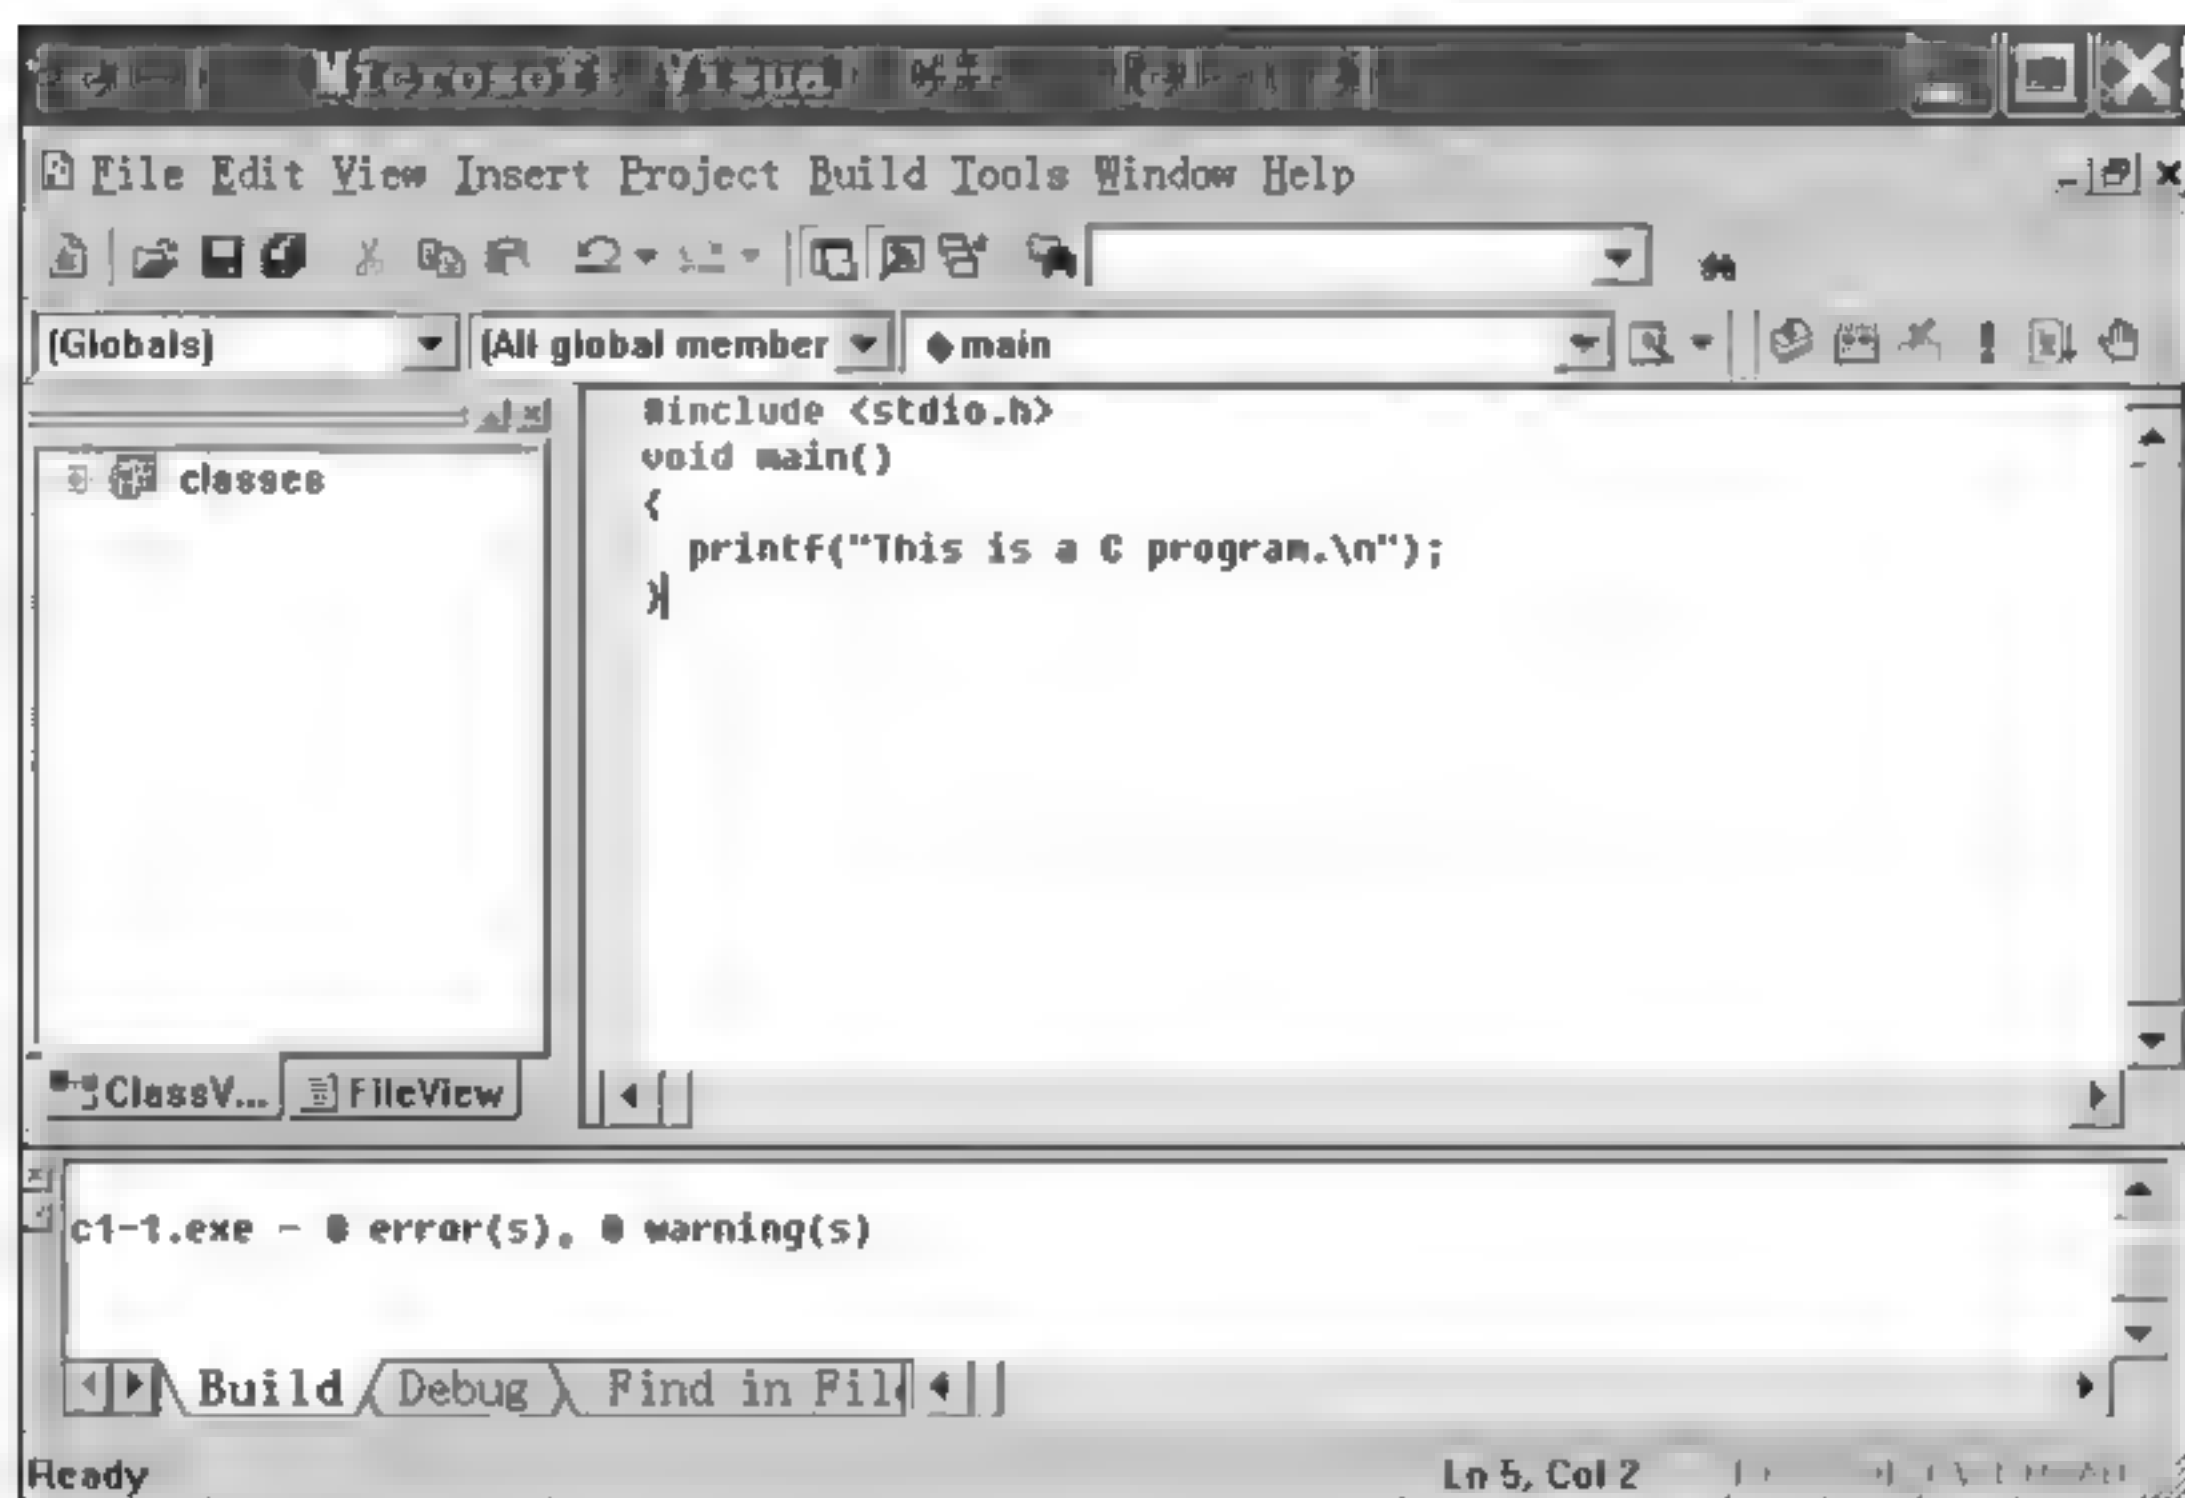 Microsoft Visual
File Edit View Insert Project Build Tools Window Help
(Globals) (All global member main
#include <stdio.h>
void main()
{
printf("This is a C program.\n");
}
classes
ClassV... FileView
c1-1.exe - 0 error(s), 0 warning(s)
Build Debug Find in Fil
Ready Ln 5, Col 2